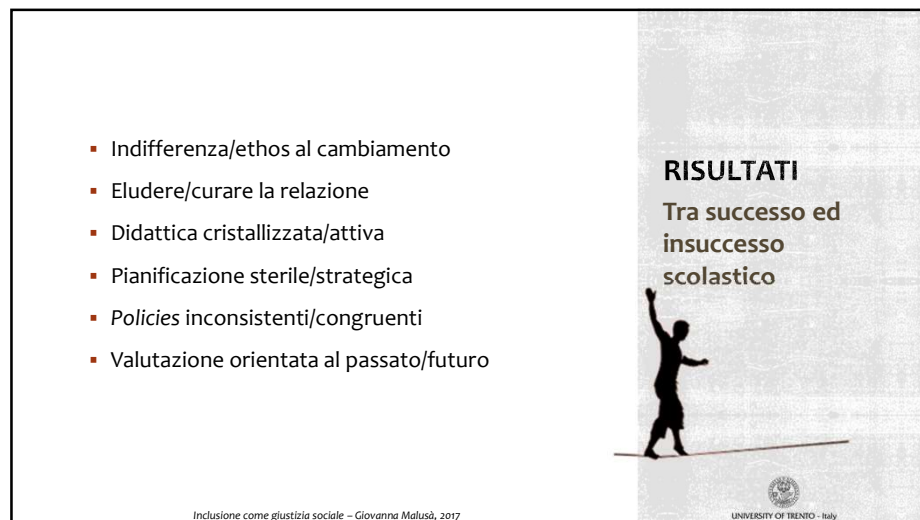 ▪ Indifferenza/ethos al cambiamento
▪ Eludere/curare la relazione
▪ Didattica cristallizzata/attiva
▪ Pianificazione sterile/strategica
▪ Policies inconsistenti/congruenti
▪ Valutazione orientata al passato/futuro
RISULTATI
Tra successo ed
insuccesso
scolastico
Inclusione come giustizia sociale – Giovanna Malusà, 2017
UNIVERSITY OF TRENTO - Italy